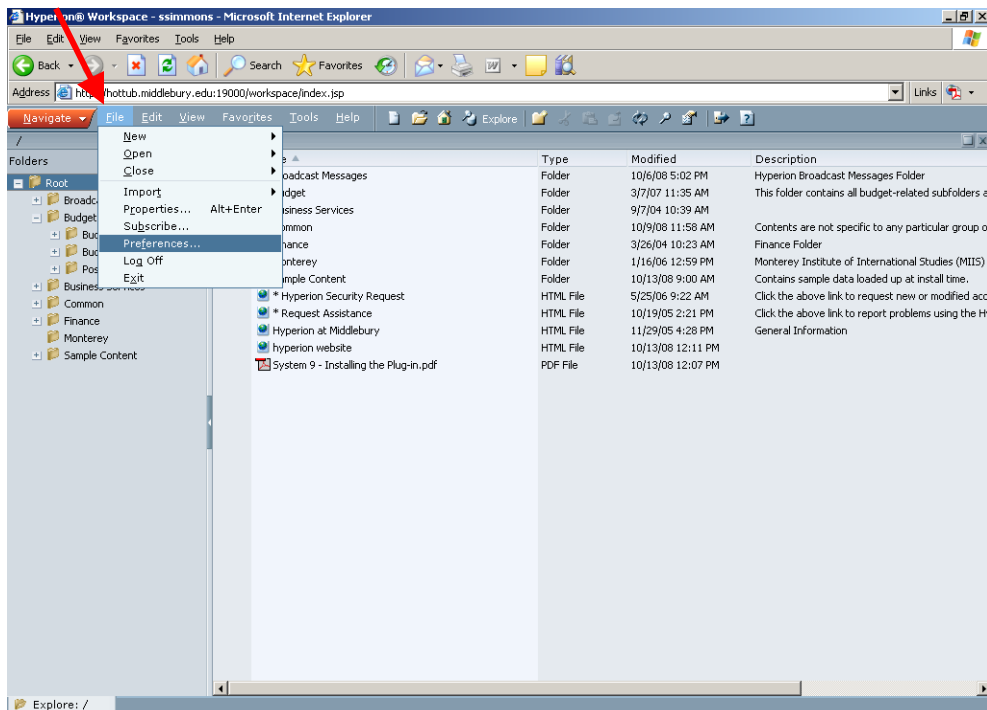 Hyperion® Workspace - ssimmons - Microsoft Internet Explorer
File Edit View Favorites Tools Help
Back Search Favorites
Address hottub.middlebury.edu:19000/workspace/index.jsp Links
Navigate File Edit View Favorites Tools Help Explore
/
Folders
Type Modified Description
New
Open
Close
Import
Properties... Alt+Enter
Subscribe...
Preferences...
Log Off
Exit
Root
Broadc
Budget
Bud
Bud
Pos
Business Services
Common
Finance
Monterey
Sample Content
oadcast Messages Folder 10/6/08 5:02 PM Hyperion Broadcast Messages Folder
dget Folder 3/7/07 11:35 AM This folder contains all budget-related subfolders a
siness Services Folder 9/7/04 10:39 AM
ommon Folder 10/9/08 11:58 AM Contents are not specific to any particular group o
nance Folder 3/26/04 10:23 AM Finance Folder
onterey Folder 1/16/06 12:59 PM Monterey Institute of International Studies (MIIS)
mple Content Folder 10/13/08 9:00 AM Contains sample data loaded up at install time.
* Hyperion Security Request HTML File 5/25/06 9:22 AM Click the above link to request new or modified acc
* Request Assistance HTML File 10/19/05 2:21 PM Click the above link to report problems using the H
Hyperion at Middlebury HTML File 11/29/05 4:28 PM General Information
hyperion website HTML File 10/13/08 12:11 PM
System 9 - Installing the Plug-in.pdf PDF File 10/13/08 12:07 PM
Explore: /